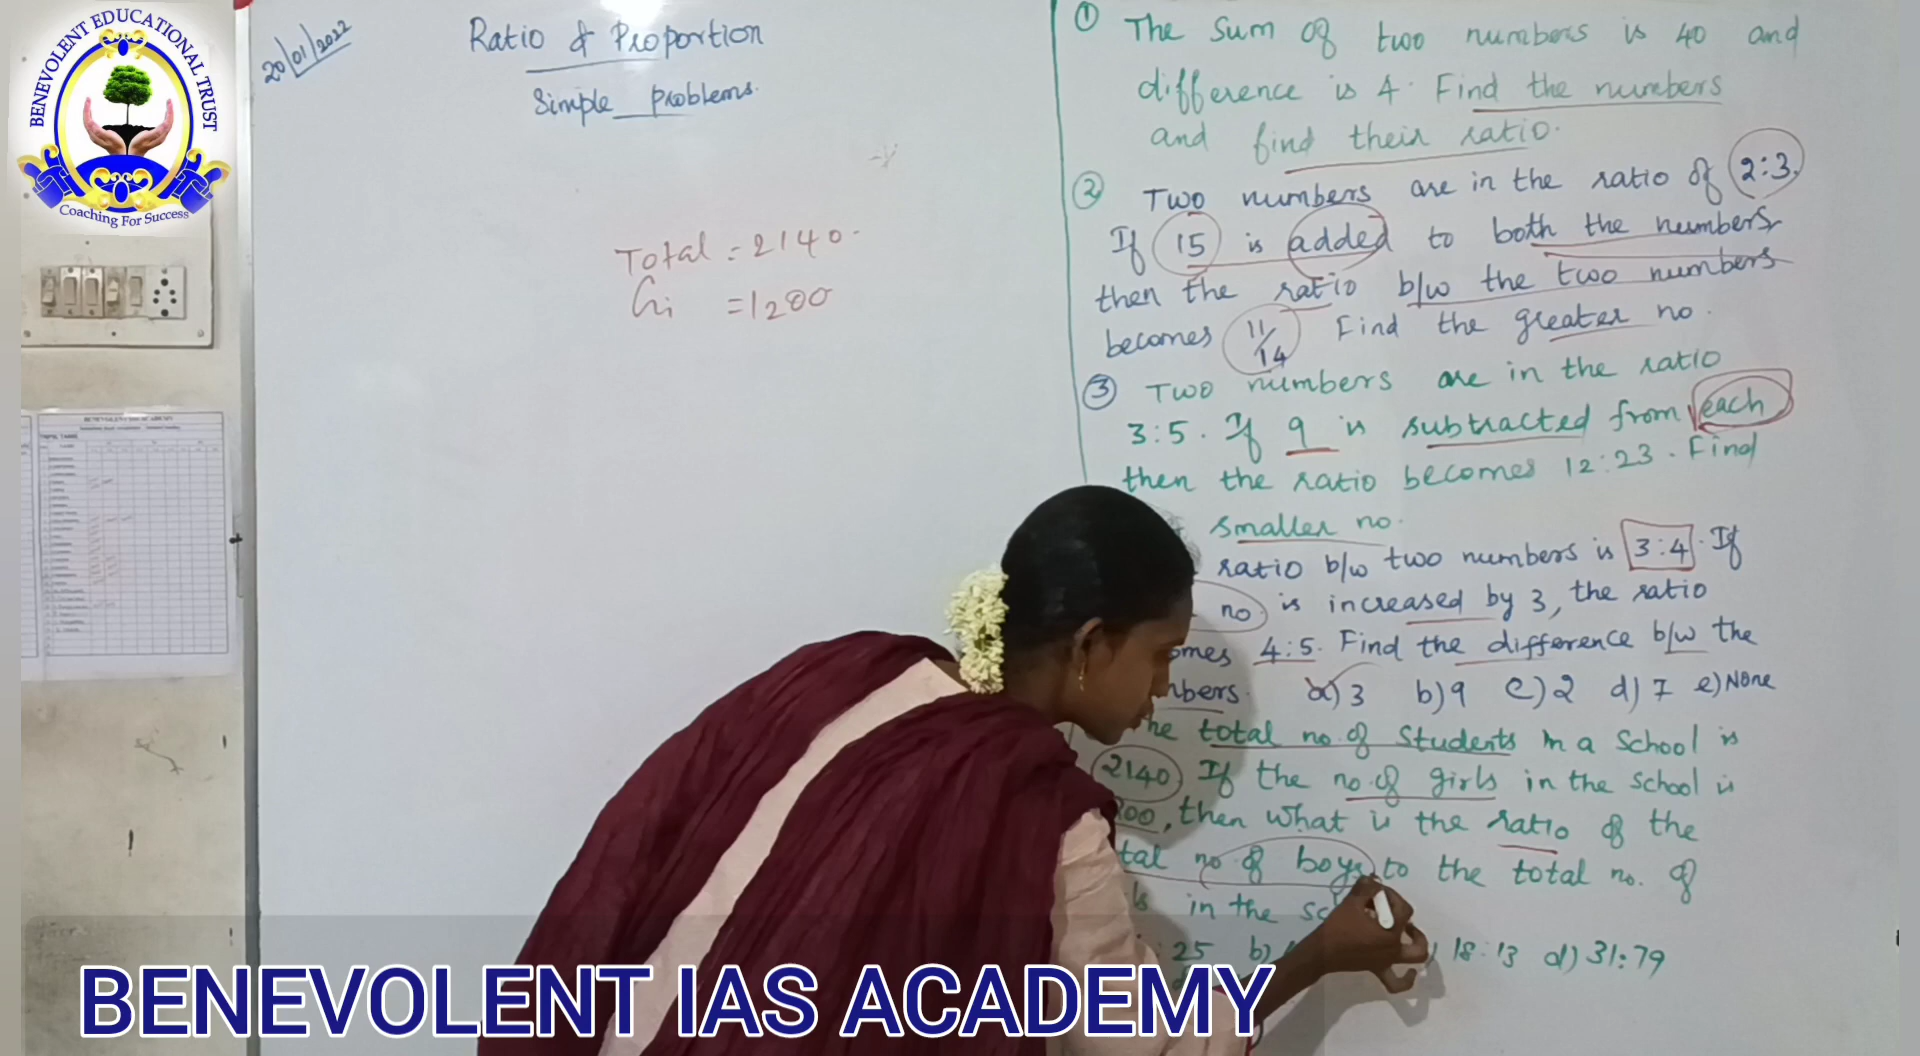 BENEVOLENT EDUCATIONAL TRUST
Coaching For Success
20/01/2022
Ratio & Proportion
Simple problems.
Total = 2140.
= 1200
① The sum of two numbers is 40 and
difference is 4. Find the numbers
and find their ratio.
② Two numbers are in the ratio of 2:3.
If 15 is added to both the numbers
then the ratio b/w the two numbers
becomes 11/14 Find the greater no.
③ Two numbers are in the ratio
3:5. If 9 is subtracted from each
then the ratio becomes 12:23. Find
smaller no.
ratio b/w two numbers is 3:4. If
no. is increased by 3, the ratio
omes 4:5. Find the difference b/w the
mbers. a) 3 b) 9 c) 2 d) 7 e) None
he total no. of Students in a School is
2140 If the no. of girls in the school is
200, then what is the ratio of the
tal no. of boys to the total no. of
ls in the sc
:25 b) 18:13 d) 31:79
BENEVOLENT IAS ACADEMY